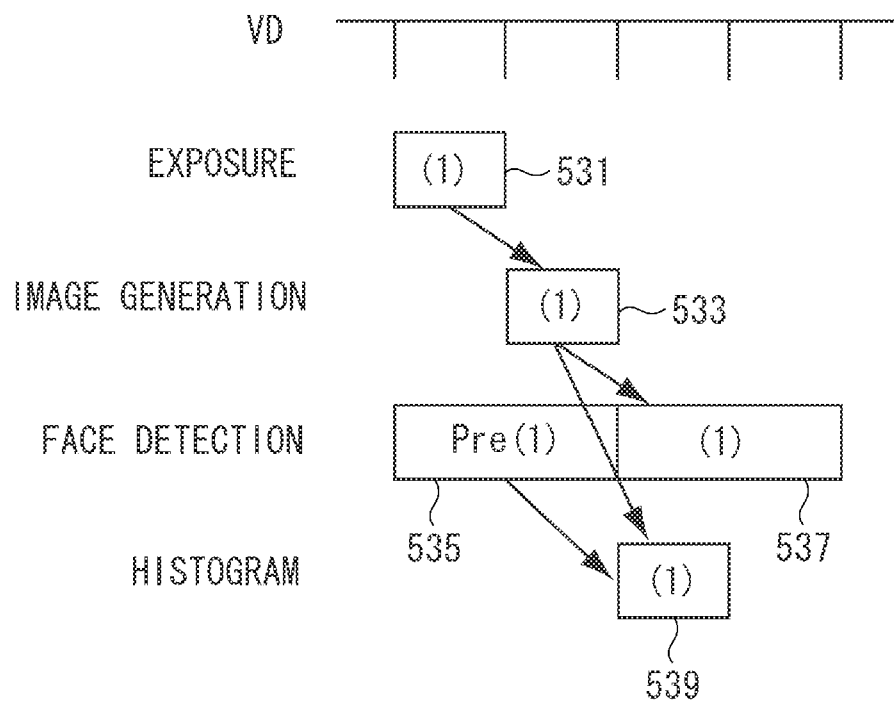 VD
EXPOSURE
(1)
531
IMAGE GENERATION
(1)
533
FACE DETECTION
Pre(1)
(1)
535
537
HISTOGRAM
(1)
539